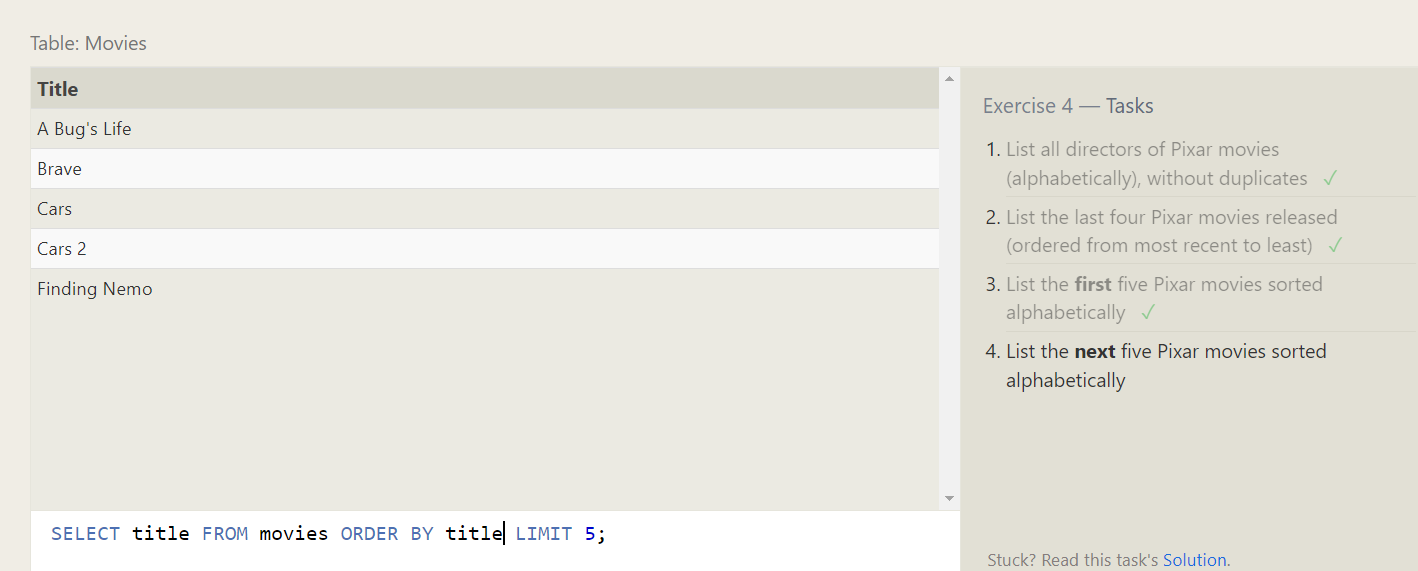 Table: Movies
Title
A Bug's Life
Brave
Cars
Cars 2
Finding Nemo
SELECT title FROM movies ORDER BY title LIMIT 5;
Exercise 4 — Tasks
1. List all directors of Pixar movies
(alphabetically), without duplicates ✓
2. List the last four Pixar movies released
(ordered from most recent to least) ✓
3. List the first five Pixar movies sorted
alphabetically ✓
4. List the next five Pixar movies sorted
alphabetically
Stuck? Read this task's Solution.